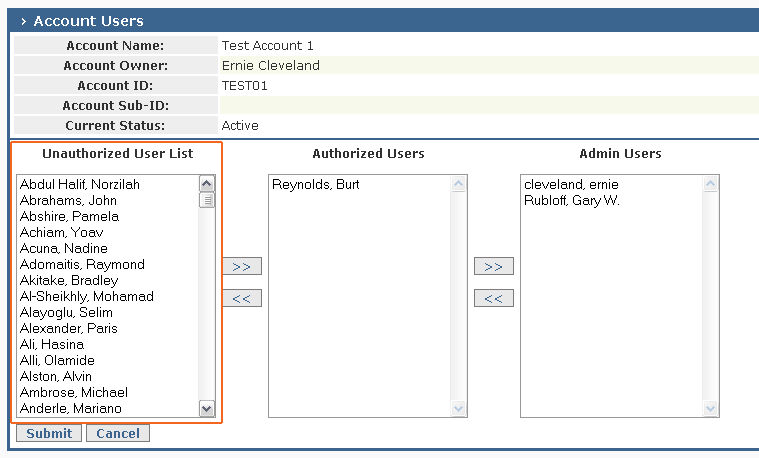 › Account Users
Account Name: Test Account 1
Account Owner: Ernie Cleveland
Account ID: TEST01
Account Sub-ID:
Current Status: Active
Unauthorized User List
Abdul Halif, Norzilah
Abrahams, John
Abshire, Pamela
Achiam, Yoav
Acuna, Nadine
Adomaitis, Raymond
Akitake, Bradley
Al-Sheikhly, Mohamad
Alayoglu, Selim
Alexander, Paris
Ali, Hasina
Alli, Olamide
Alston, Alvin
Ambrose, Michael
Anderle, Mariano
>>
<<
Authorized Users
Reynolds, Burt
>>
<<
Admin Users
cleveland, ernie
Rubloff, Gary W.
Submit Cancel